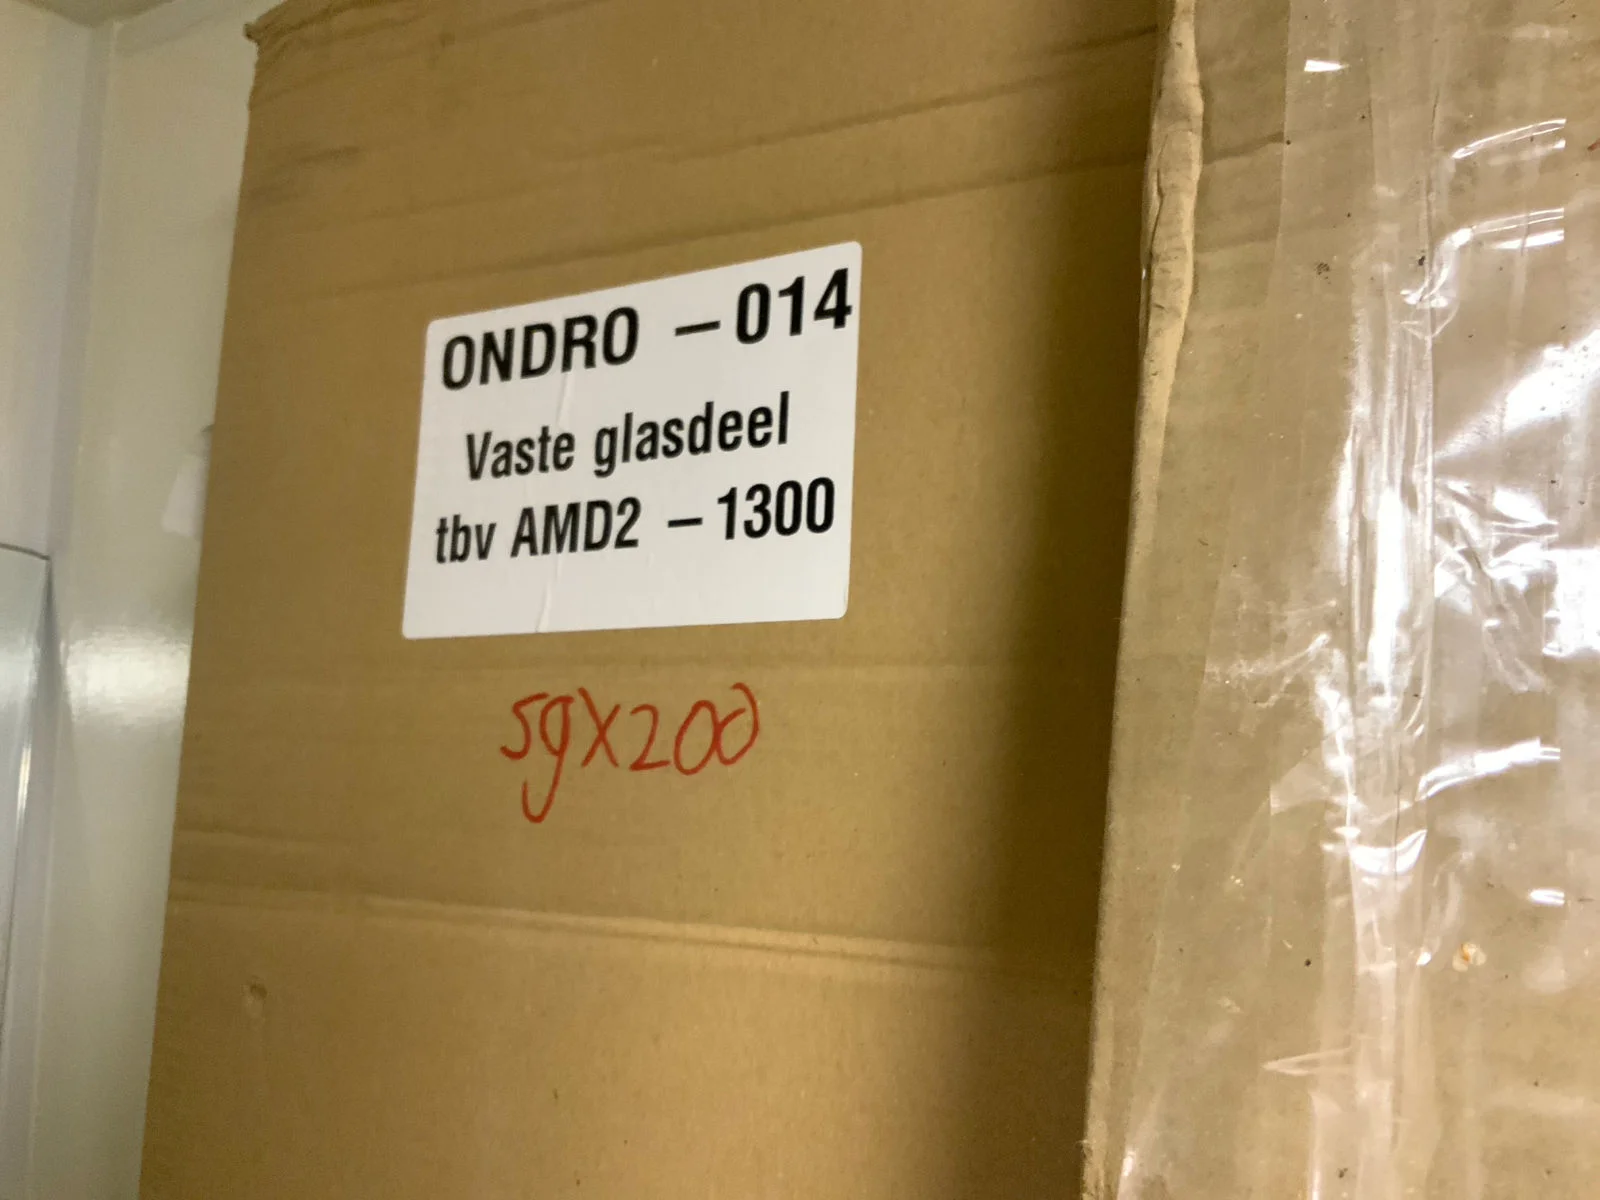 ONDRO – 014
Vaste glasdeel
tbv AMD2 – 1300
59x200